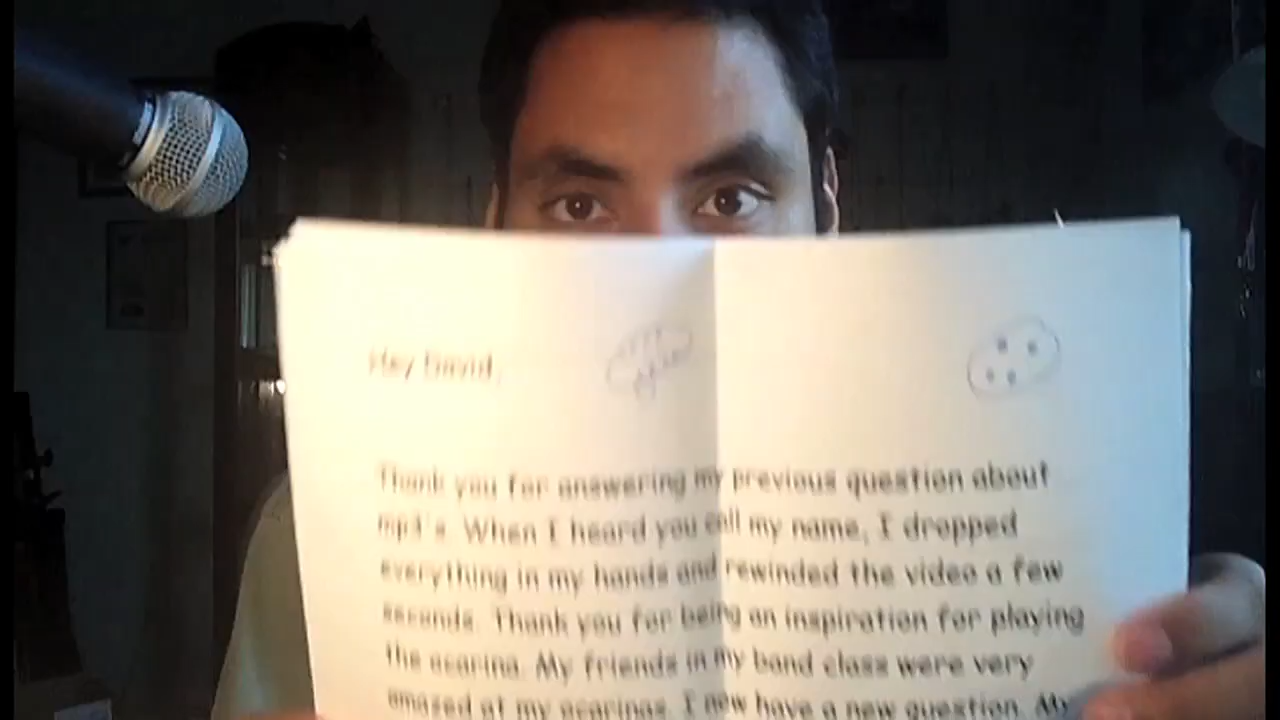 Hey David,
Thank you for answering my previous question about
mp3's. When I heard you call my name, I dropped
everything in my hands and rewinded the video a few
seconds. Thank you for being an inspiration for playing
the ocarina. My friends in my band class were very
amazed at my ocarinas. I now have a new question. My